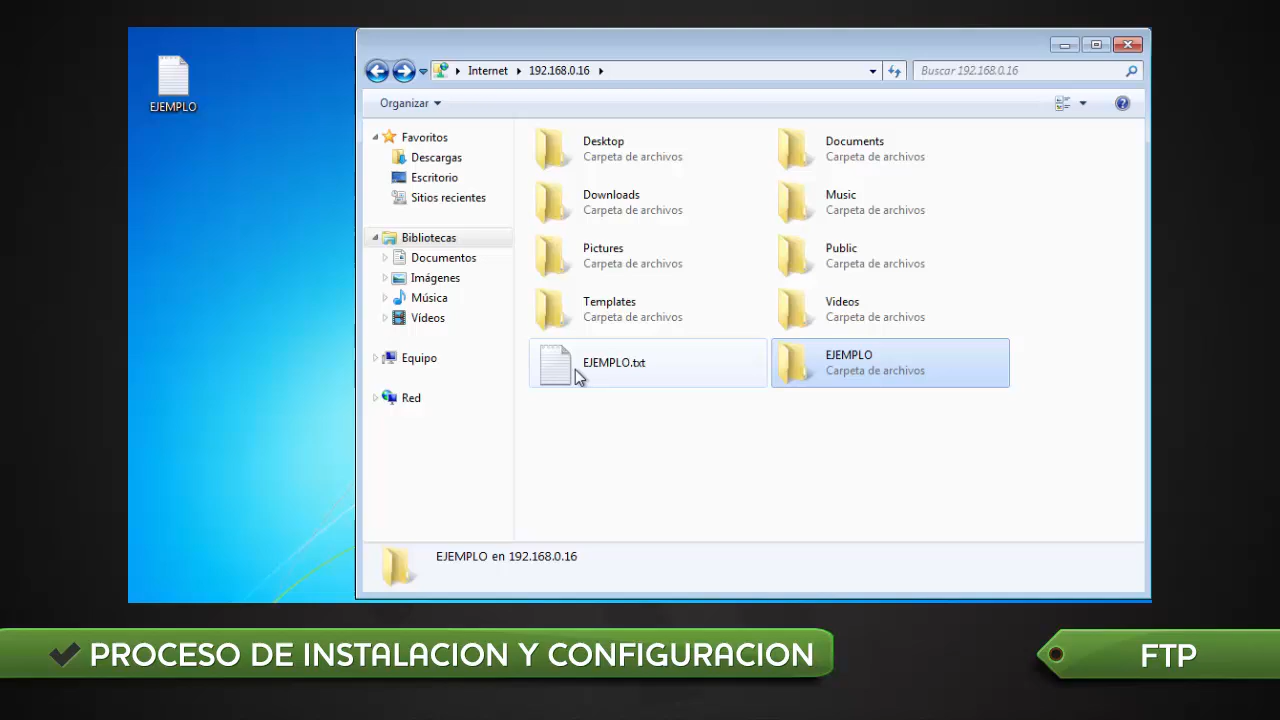 EJEMPLO
Internet
192.168.0.16
Buscar 192.168.0.16
Organizar
Favoritos
Descargas
Escritorio
Sitios recientes
Bibliotecas
Documentos
Imágenes
Música
Vídeos
Equipo
Red
Desktop
Carpeta de archivos
Documents
Carpeta de archivos
Downloads
Carpeta de archivos
Music
Carpeta de archivos
Pictures
Carpeta de archivos
Public
Carpeta de archivos
Templates
Carpeta de archivos
Videos
Carpeta de archivos
EJEMPLO.txt
EJEMPLO
Carpeta de archivos
EJEMPLO en 192.168.0.16
PROCESO DE INSTALACION Y CONFIGURACION
FTP